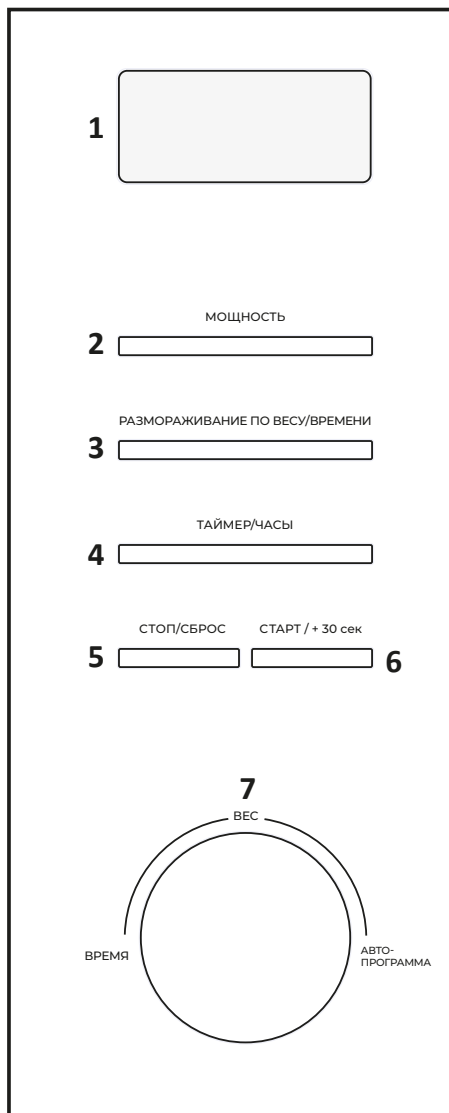 1
МОЩНОСТЬ
2
РАЗМОРАЖИВАНИЕ ПО ВЕСУ/ВРЕМЕНИ
3
ТАЙМЕР/ЧАСЫ
4
СТОП/СБРОС СТАРТ / + 30 сек
5 6
7
ВЕС
ВРЕМЯ АВТО-
ПРОГРАММА